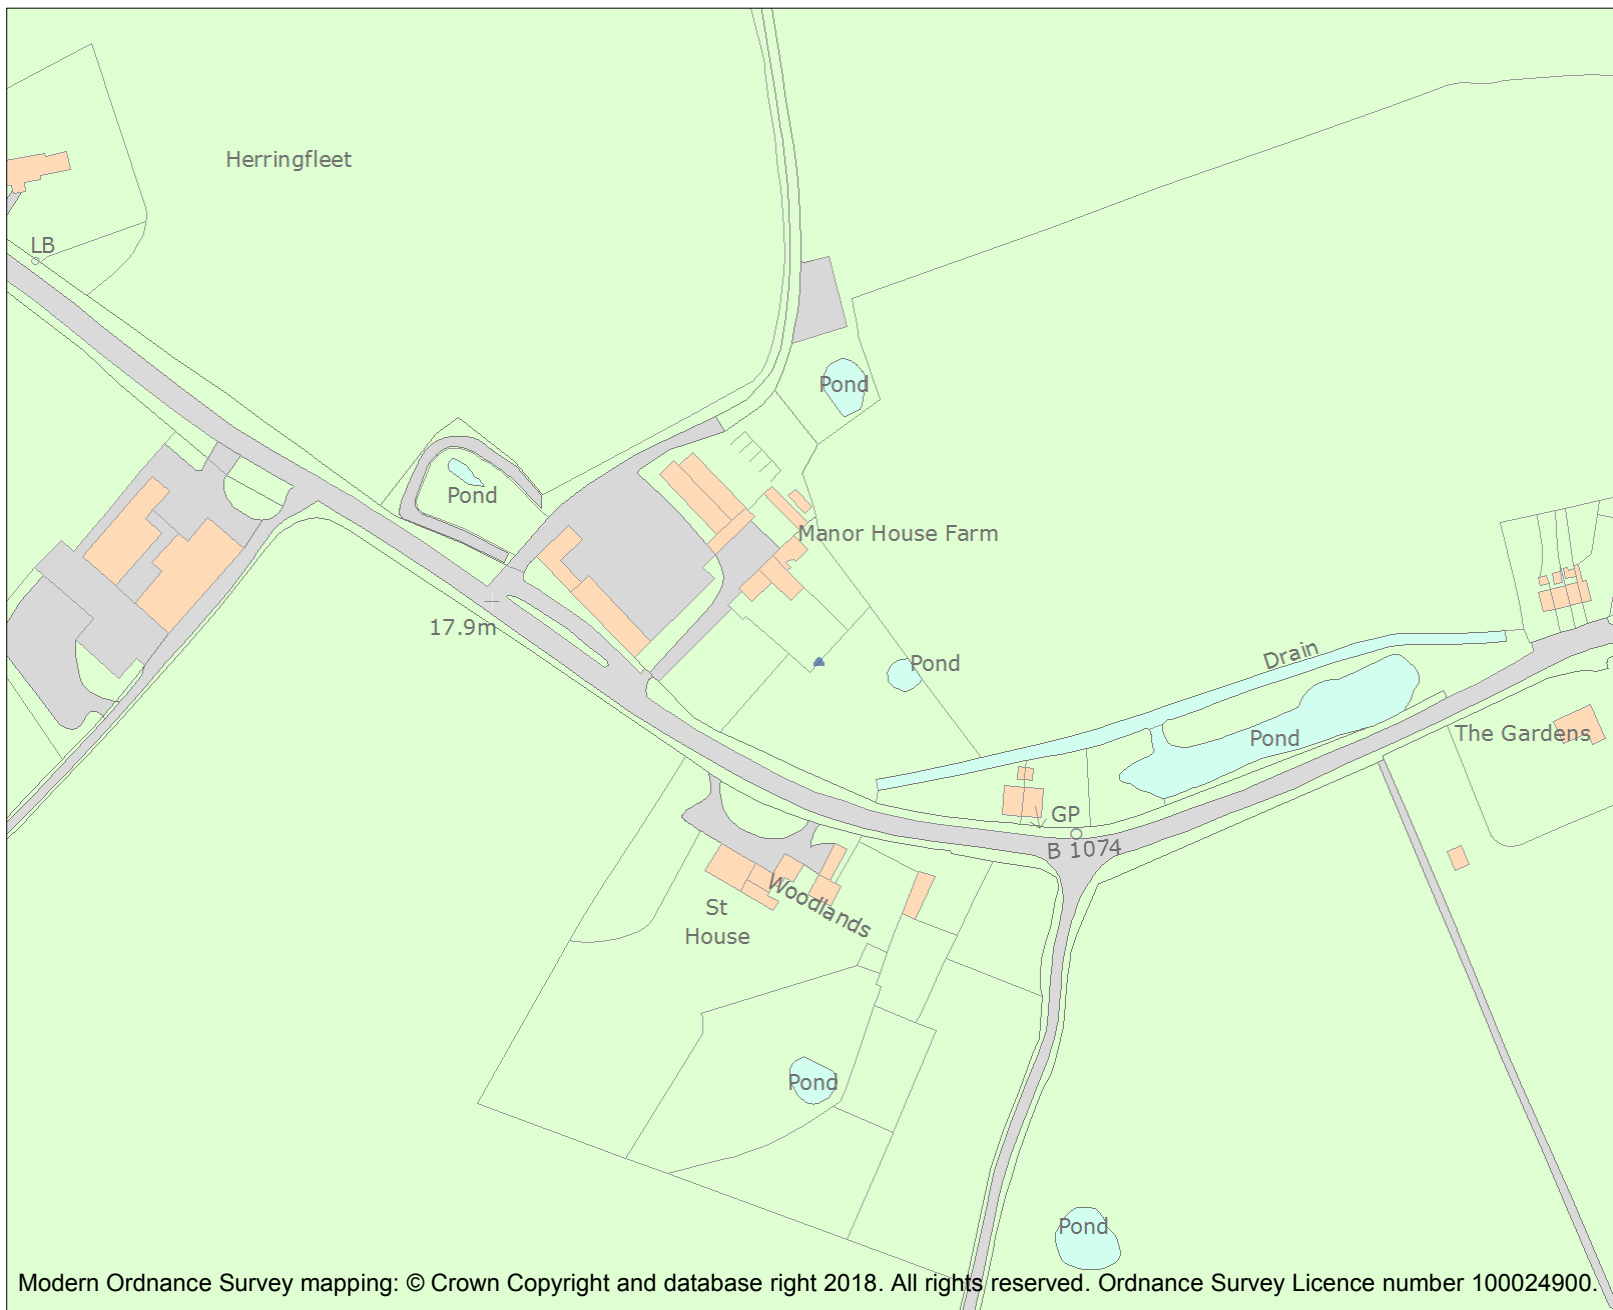 Herringfleet
LB
Pond
Pond
Manor House Farm
17.9m
Pond
Drain
Pond
The Gardens
GP
B 1074
Woodlands
St
House
Pond
Pond
Modern Ordnance Survey mapping: © Crown Copyright and database right 2018. All rights reserved. Ordnance Survey Licence number 100024900.